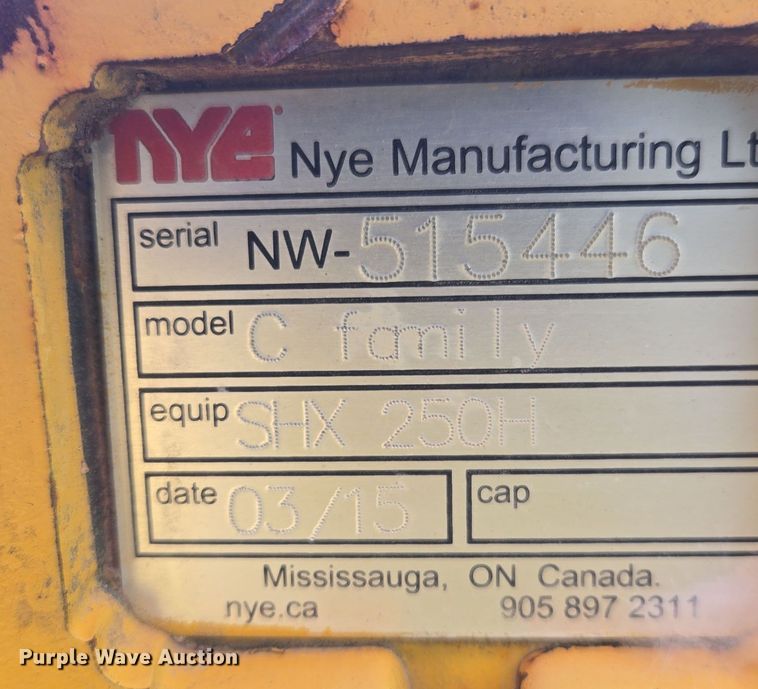 NYE Nye Manufacturing Lt
serial NW-515446
model C family
equip SHX 250H
date 03/15 cap
Mississauga, ON Canada.
nye.ca 905 897 2311
Purple Wave Auction